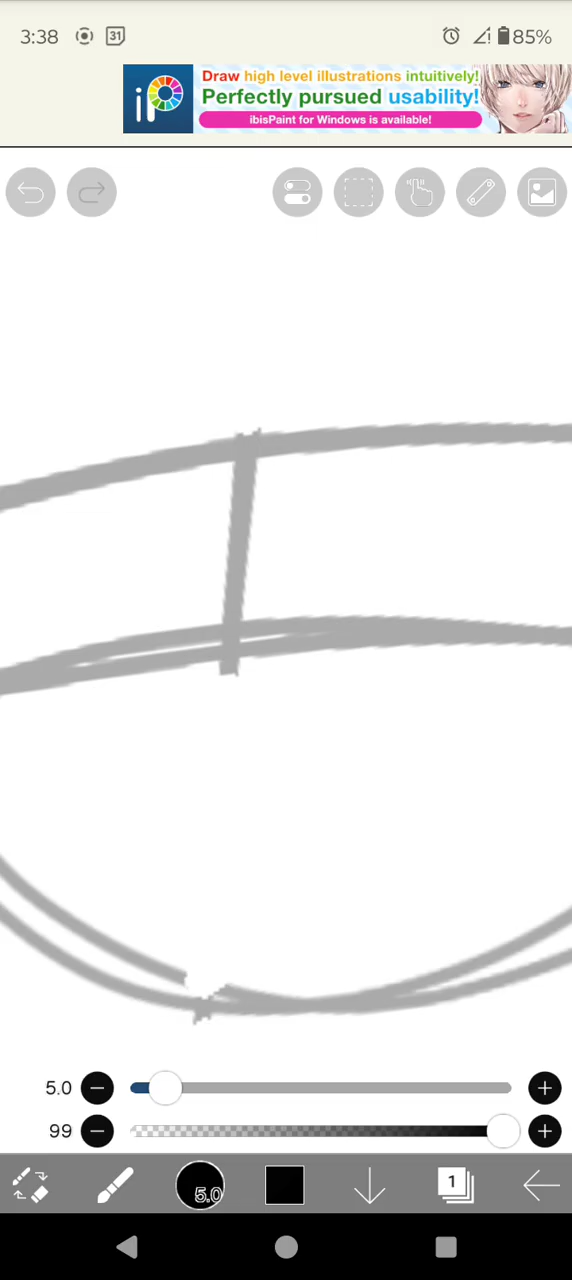 3:38
31
85%
Draw high level illustrations intuitively!
Perfectly pursued usability!
ibisPaint for Windows is available!
iP
5.0
99
5.0
1